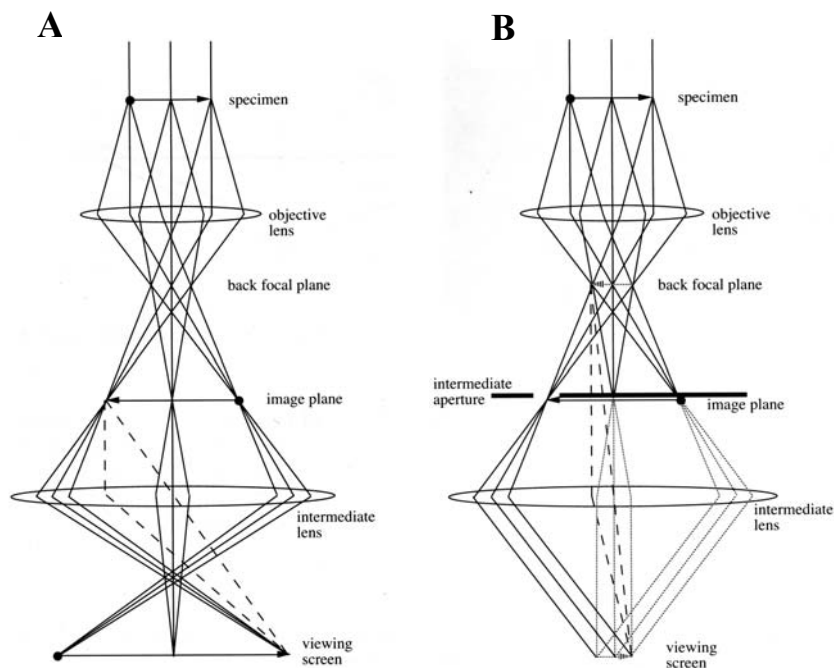 A
specimen
objective
lens
back focal plane
image plane
intermediate
lens
viewing
screen
B
specimen
objective
lens
back focal plane
intermediate
aperture
image plane
intermediate
lens
viewing
screen